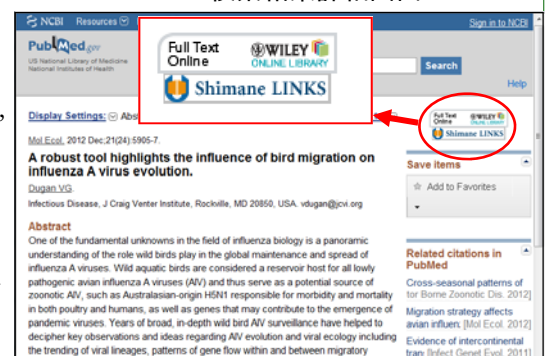 NCBI Resources
Sign in to NCBI
PubMed.gov
US National Library of Medicine
National Institutes of Health
Search
Help
Full Text
Online
WILEY
ONLINE LIBRARY
Shimane LINKS
Display Settings: Abs
Full Text
Online
WILEY
ONLINE LIBRARY
Shimane LINKS
Mol Ecol. 2012 Dec;21(24):5905-7.
A robust tool highlights the influence of bird migration on
influenza A virus evolution.
Dugan VG.
Infectious Disease, J Craig Venter Institute, Rockville, MD 20850, USA. vdugan@jcvi.org
Abstract
One of the fundamental unknowns in the field of influenza biology is a panoramic
understanding of the role wild birds play in the global maintenance and spread of
influenza A viruses. Wild aquatic birds are considered a reservoir host for all lowly
pathogenic avian influenza A viruses (AIV) and thus serve as a potential source of
zoonotic AIV, such as Australasian-origin H5N1 responsible for morbidity and mortality
in both poultry and humans, as well as genes that may contribute to the emergence of
pandemic viruses. Years of broad, in-depth wild bird AIV surveillance have helped to
decipher key observations and ideas regarding AIV evolution and viral ecology including
the trending of viral lineages, patterns of gene flow within and between migratory
Save items
Add to Favorites
Related citations in
PubMed
Cross-seasonal patterns of
tor Borne Zoonotic Dis. 2012]
Migration strategy affects
avian influen: [Mol Ecol. 2012]
Evidence of intercontinental
tran [Infect Genet Evol. 2011]